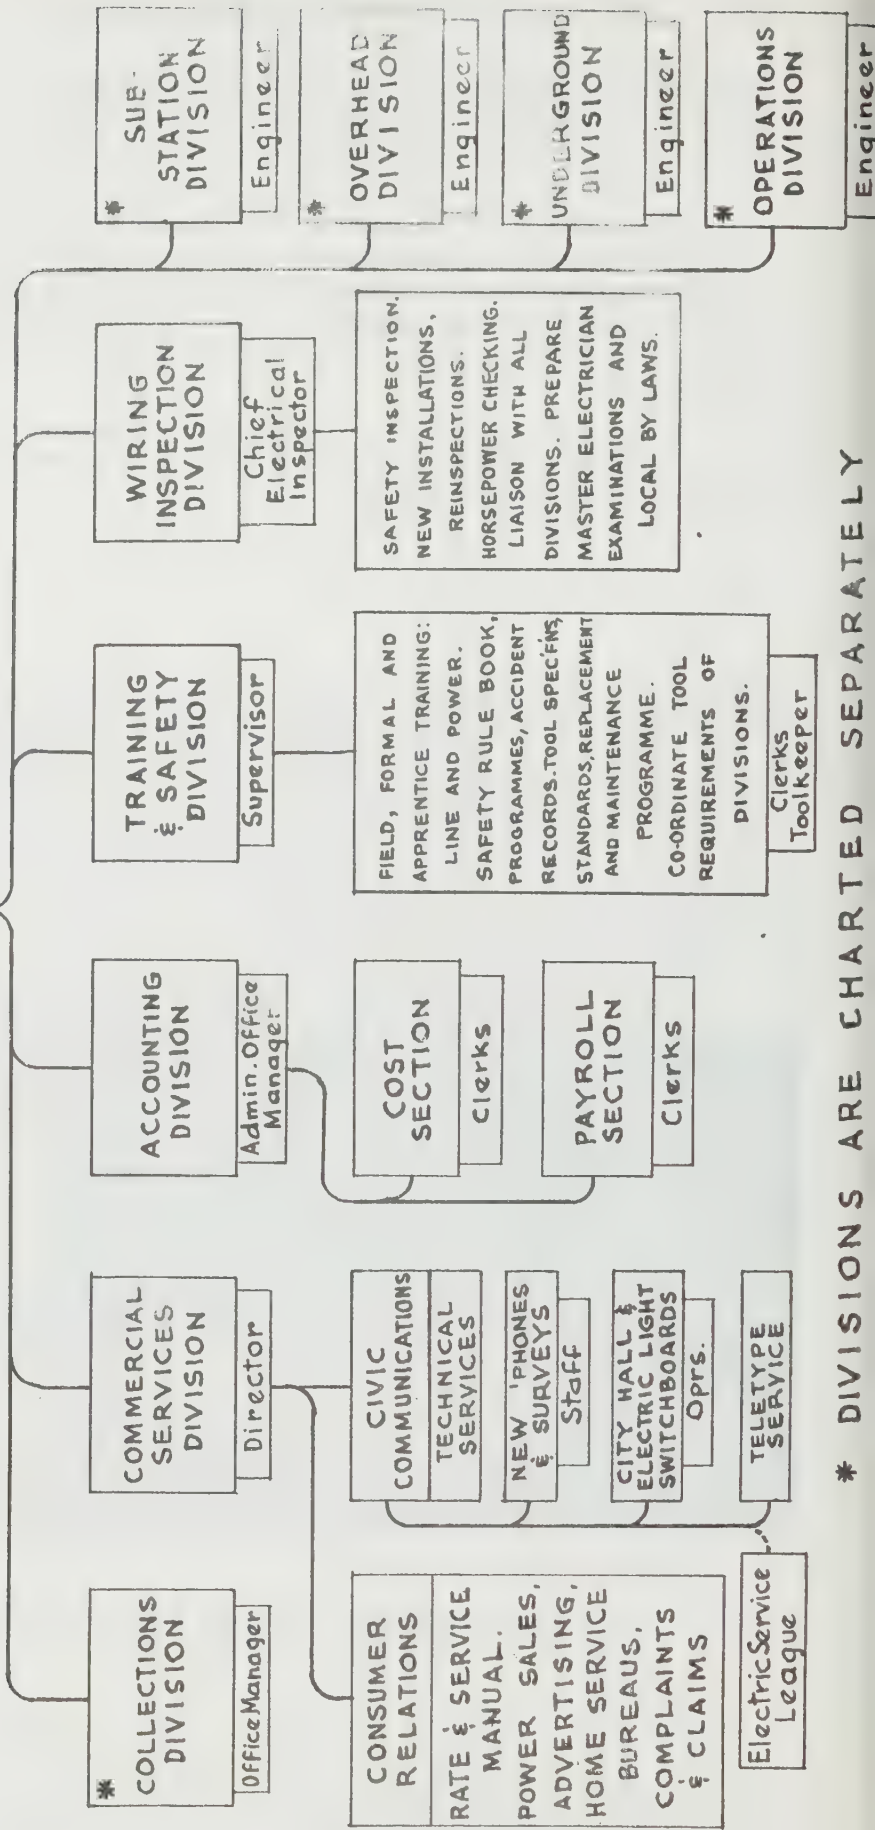 *
COLLECTIONS
DIVISION
Office Manager
COMMERCIAL
SERVICES
DIVISION
Director
CONSUMER
RELATIONS
RATE & SERVICE
MANUAL.
POWER SALES,
ADVERTISING,
HOME SERVICE
BUREAUS,
COMPLAINTS
& CLAIMS
CIVIC
COMMUNICATIONS
TECHNICAL
SERVICES
NEW 'PHONES
& SURVEYS
Staff
CITY HALL &
ELECTRIC LIGHT
SWITCHBOARDS
Oprs.
TELETYPE
SERVICE
Electric Service
League
ACCOUNTING
DIVISION
Admin. Office
Manager
COST
SECTION
Clerks
PAYROLL
SECTION
Clerks
TRAINING
& SAFETY
DIVISION
Supervisor
FIELD, FORMAL AND
APPRENTICE TRAINING:
LINE AND POWER.
SAFETY RULE BOOK,
PROGRAMMES, ACCIDENT
RECORDS. TOOL SPEC'FNS,
STANDARDS, REPLACEMENT
AND MAINTENANCE
PROGRAMME.
CO-ORDINATE TOOL
REQUIREMENTS OF
DIVISIONS.
Clerks
Toolkeeper
WIRING
INSPECTION
DIVISION
Chief
Electrical
Inspector
SAFETY INSPECTION.
NEW INSTALLATIONS,
REINSPECTIONS.
HORSEPOWER CHECKING.
LIAISON WITH ALL
DIVISIONS. PREPARE
MASTER ELECTRICIAN
EXAMINATIONS AND
LOCAL BY LAWS.
*
SUB-
STATION
DIVISION
Engineer
*
OVERHEAD
DIVISION
Engineer
*
UNDERGROUND
DIVISION
Engineer
*
OPERATIONS
DIVISION
Engineer
* DIVISIONS ARE CHARTED SEPARATELY